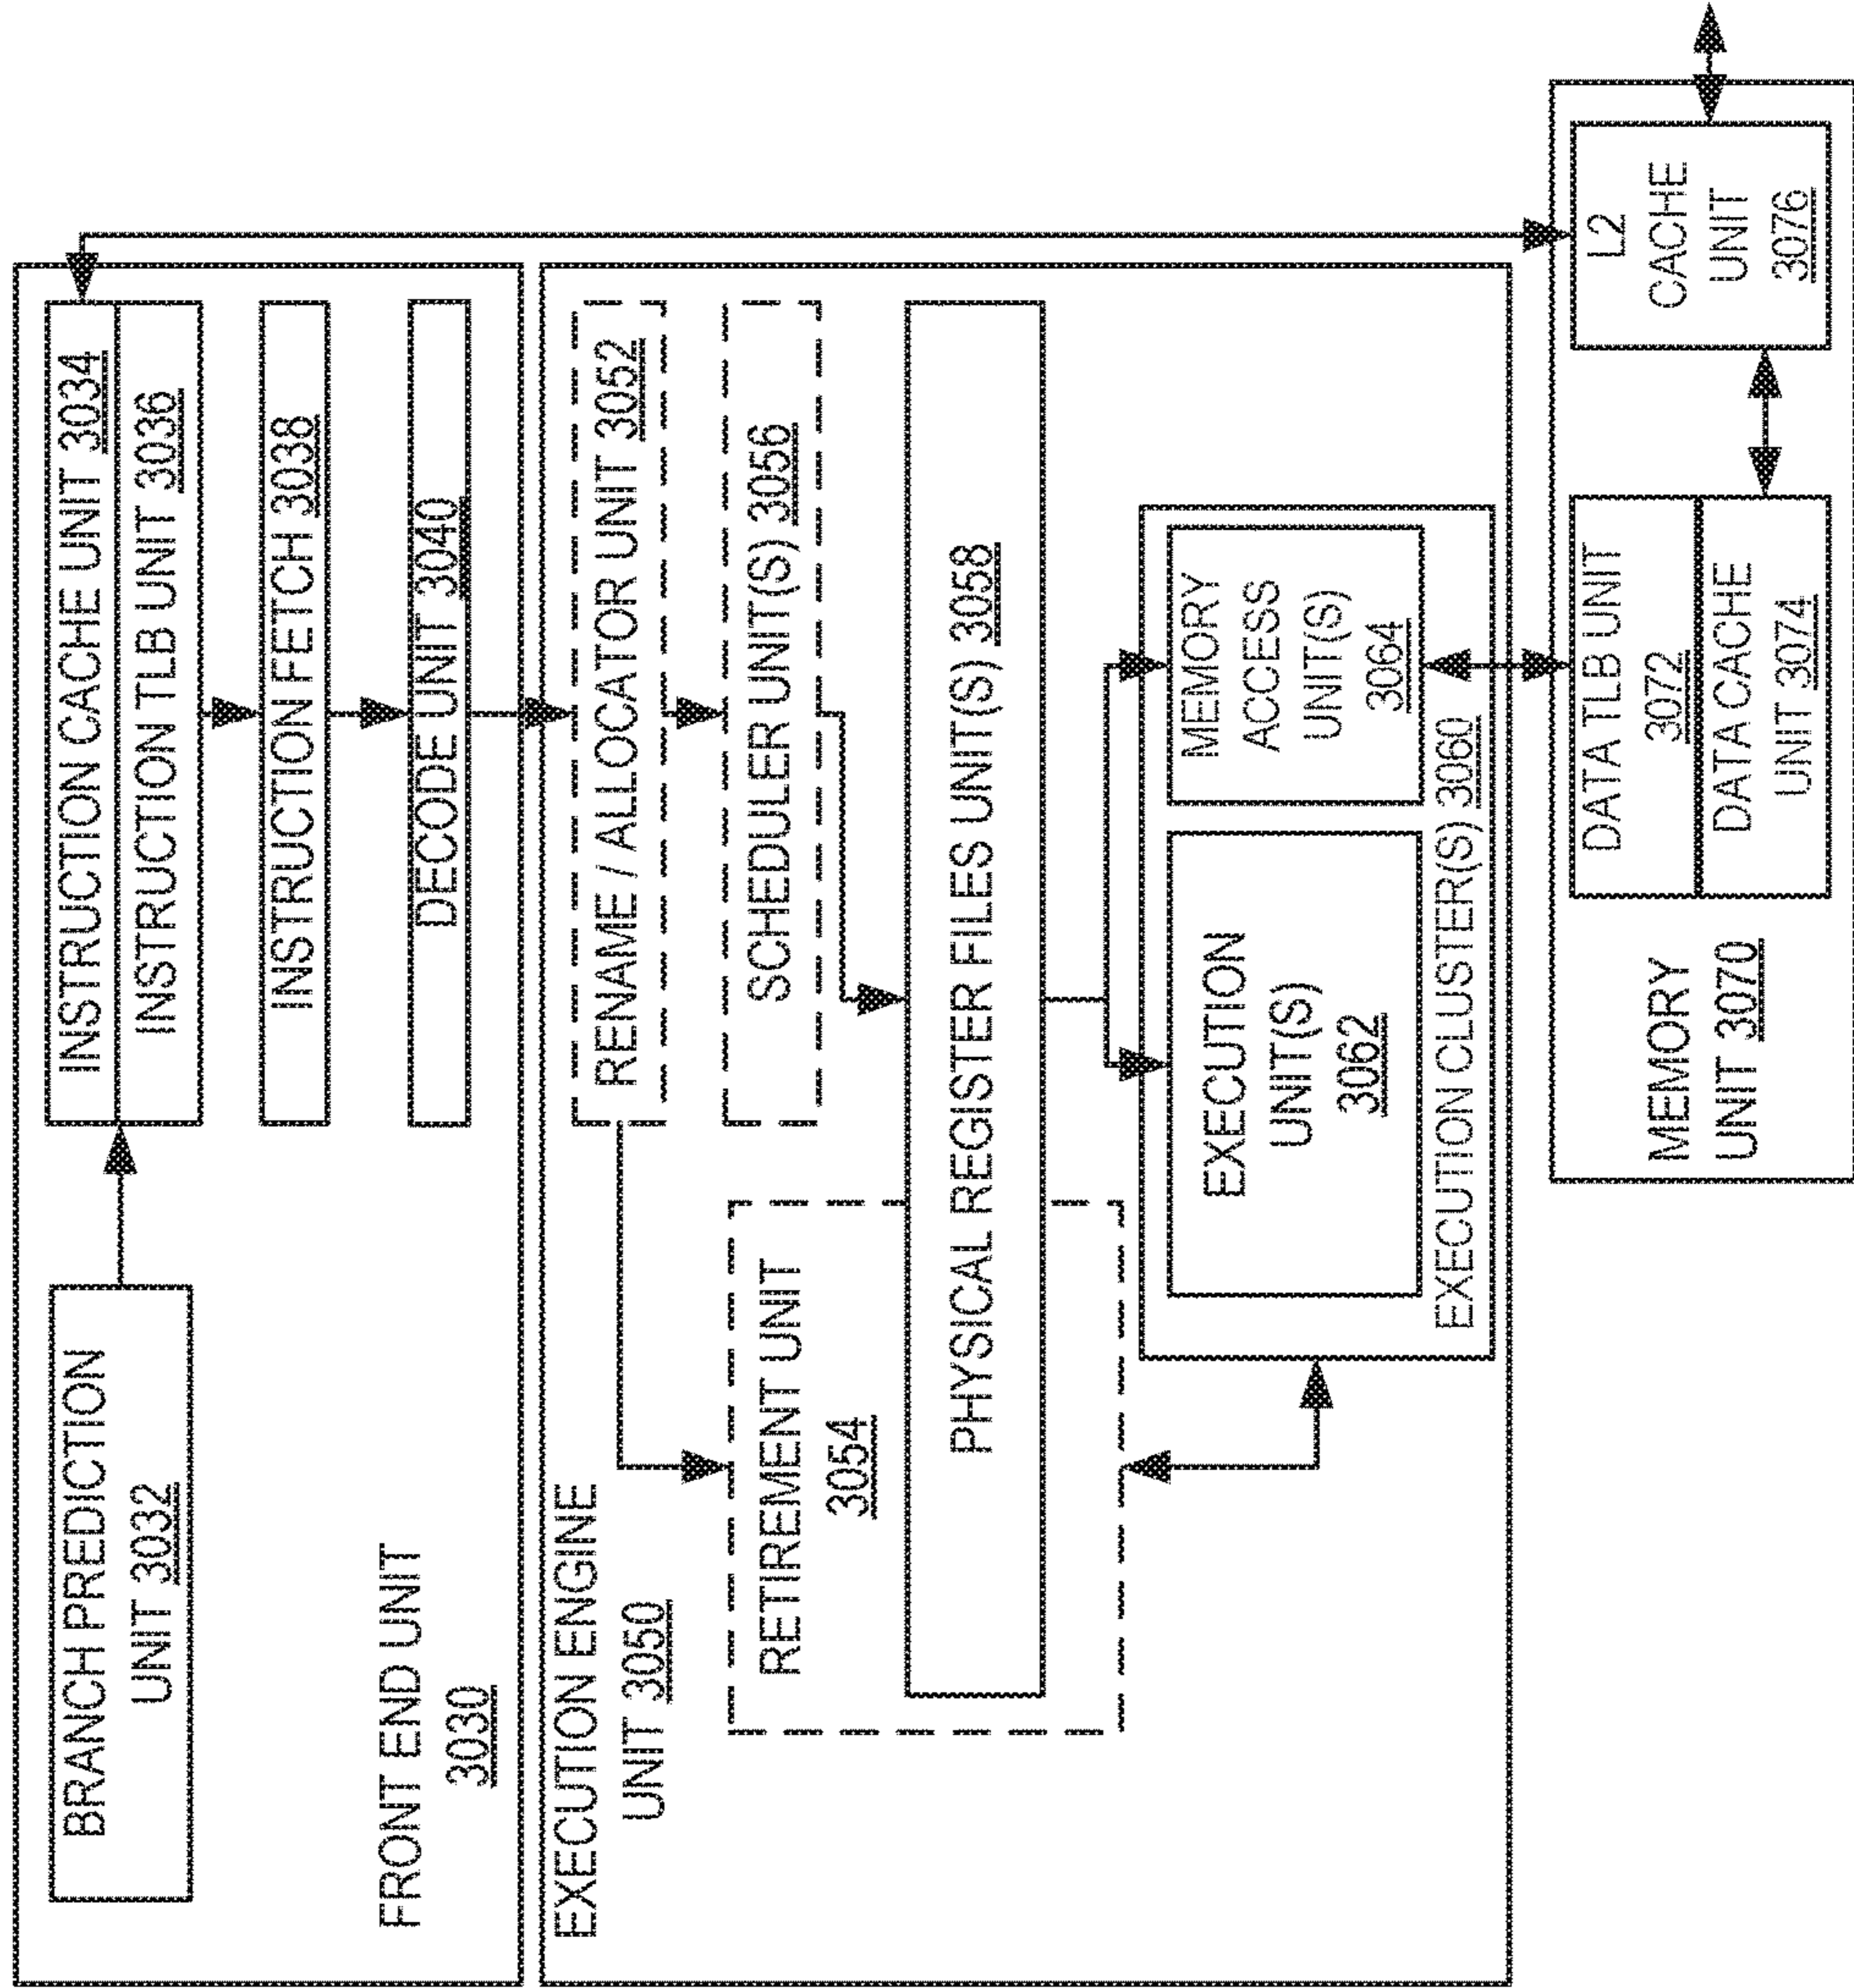 BRANCH PREDICTION
UNIT 3032
INSTRUCTION CACHE UNIT 3034
INSTRUCTION TLB UNIT 3036
INSTRUCTION FETCH 3038
DECODE UNIT 3040
FRONT END UNIT
3030
EXECUTION ENGINE
UNIT 3050
RENAME / ALLOCATOR UNIT 3052
RETIREMENT UNIT
3054
SCHEDULER UNIT(S) 3056
PHYSICAL REGISTER FILES UNIT(S) 3058
EXECUTION
UNIT(S)
3062
MEMORY
ACCESS
UNIT(S)
3064
EXECUTION CLUSTER(S) 3060
MEMORY
UNIT 3070
DATA TLB UNIT
3072
DATA CACHE
UNIT 3074
L2
CACHE
UNIT
3076